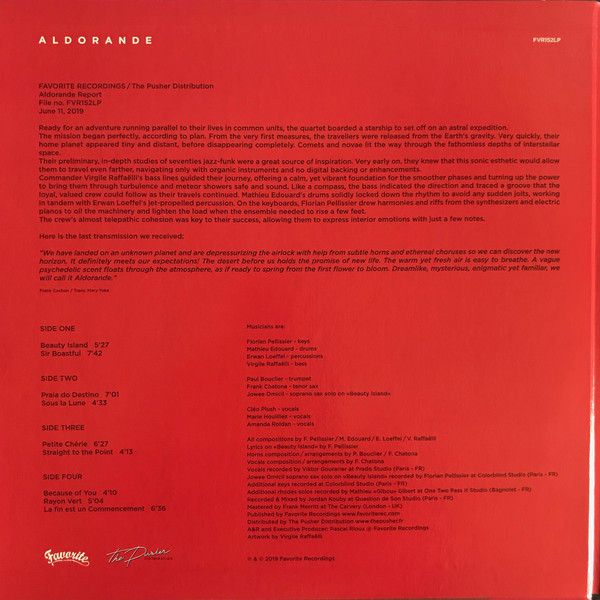 ALDORANDE
FVR152LP
FAVORITE RECORDINGS / The Pusher Distribution
Aldorande Report
File no. FVR152LP
June 11, 2019
Ready for an adventure running parallel to their lives in common units, the quartet boarded a starship to set off on an astral expedition.
The mission began perfectly, according to plan. From the very first measures, the travellers were released from the Earth's gravity. Very quickly, their
home planet appeared tiny and distant, before disappearing completely. Comets and novae lit the way through the fathomless depths of interstellar
space.
Their preliminary, in-depth studies of seventies jazz-funk were a great source of inspiration. Very early on, they knew that this sonic esthetic would allow
them to travel even farther, navigating only with organic instruments and no digital backing or enhancements.
Commander Virgile Raffaëlli's bass lines guided their journey, offering a calm, yet vibrant foundation for the smoother phases and turning up the power
to bring them through turbulence and meteor showers safe and sound. Like a compass, the bass indicated the direction and traced a groove that the
loyal, valued crew could follow as their travels continued. Mathieu Edouard's drums solidly locked down the rhythm to avoid any sudden jolts, working
in tandem with Erwan Loeffel's jet-propelled percussion. On the keyboards, Florian Pellissier drew harmonies and riffs from the synthesizers and electric
pianos to oil the machinery and lighten the load when the ensemble needed to rise a few feet.
The crew's almost telepathic cohesion was key to their success, allowing them to express interior emotions with just a few notes.
Here is the last transmission we received:
"We have landed on an unknown planet and are depressurizing the airlock with help from subtle horns and ethereal choruses so we can discover the new
horizon. It definitely meets our expectations! The desert before us holds the promise of new life. The warm yet fresh air is easy to breathe. A vague
psychedelic scent floats through the atmosphere, as if ready to spring from the first flower to bloom. Dreamlike, mysterious, enigmatic yet familiar, we
will call it Aldorande."
SIDE ONE
Beauty Island 5'27
Sir Boastful 7'42
SIDE TWO
Praia do Destino 7'01
Sous la Lune 4'33
SIDE THREE
Petite Chérie 6'27
Straight to the Point 4'13
SIDE FOUR
Because of You 4'10
Rayon Vert 5'04
La fin est un Commencement 6'36
Musicians are
Florian Pellissier - keys
Mathieu Edouard - drums
Erwan Loeffel - percussions
Virgile Raffaëlli - bass
Paul Bouclier - trumpet
Frank Chatona - tenor sax
Jowee Omicil - soprano sax solo on «Beauty Island»
Cléo Plush - vocals
Marie Houillas - vocals
Amanda Roldan - vocals
All compositions by F. Pellissier / M. Edouard / E. Loeffel / V. Raffaëlli
Lyrics on «Beauty Island» by F. Pellissier
Horns composition / arrangements by P. Bouclier / F. Chatona
Vocals composition / arrangements by F. Chatona
Vocals recorded by Viktor Gourarier at Prado Studio (Paris - FR)
Jowee Omicil soprano sax solo on «Beauty Island» recorded by Florian Pellissier at Colorblind Studio (Paris - FR)
Additional keys recorded at Colorblind Studio (Paris - FR)
Additional rhodes solos recorded by Mathieu «Gibous» Gibert at One Two Pass It Studio (Bagnolet - FR)
Recorded & Mixed by Jordan Kouby at Question de Son Studio (Paris - FR)
Mastered by Frank Merritt at The Carvery (London - UK)
Published by Favorite Recordings www.favoriterec.com
Distributed by The Pusher Distribution www.thepusher.fr
A&R and Executive Producer: Pascal Rioux @ Favorite Recordings
Artwork by Virgile Raffaëlli
Favorite
The Pusher
DISTRIBUTION
℗ & © 2019 Favorite Recordings